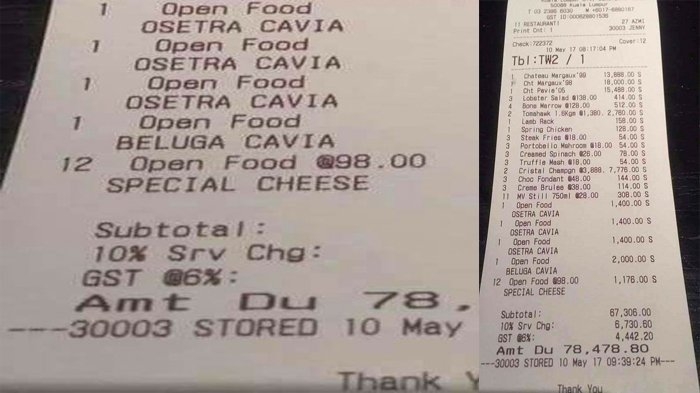 1 Open Food
OSETRA CAVIA
1 Open Food
OSETRA CAVIA
1 Open Food
OSETRA CAVIA
1 Open Food
BELUGA CAVIA
12 Open Food @98.00
SPECIAL CHEESE
Subtotal:
10% Srv Chg:
GST @6%:
Amt Du 78,
---30003 STORED 10 May
Thank Y
50088 Kuala Lumpur
GST ID:000628801536
11 RESTAURANT1 27 AZMI
Print Cnt: 1 30003 JENNY
Check:722372 Cover:12
10 May 17 08:17:04 PM
Tbl:TW2 / 1
1 Chateau Margaux'99 13,888.00 S
1 Cht Margaux'98 18,000.00 S
1 Cht Pavie'05 15,488.00 S
3 Lobster Salad @138.00 414.00 S
4 Bone Marrow @128.00 512.00 S
2 Tomahawk 1.6Kg @1,380. 2,760.00 S
1 Lamb Rack 158.00 S
1 Spring Chicken 128.00 S
3 Steak Fries @18.00 54.00 S
3 Portobello Mshroom @18.00 54.00 S
3 Creamed Spinach @26.00 78.00 S
3 Truffle Mash @18.00 54.00 S
2 Cristal Champgn @3,888. 7,776.00 S
3 Choc Fondant @48.00 144.00 S
3 Creme Brulee @38.00 114.00 S
11 MV Still 750ml @28.00 308.00 S
1 Open Food 1,400.00 S
OSETRA CAVIA
1 Open Food 1,400.00 S
OSETRA CAVIA
1 Open Food 1,400.00 S
OSETRA CAVIA
1 Open Food 2,000.00 S
BELUGA CAVIA
12 Open Food @98.00 1,176.00 S
SPECIAL CHEESE
Subtotal: 67,306.00
10% Srv Chg: 6,730.60
GST @6%: 4,442.20
Amt Du 78,478.80
---30003 STORED 10 May 17 09:39:24 PM---
Thank You